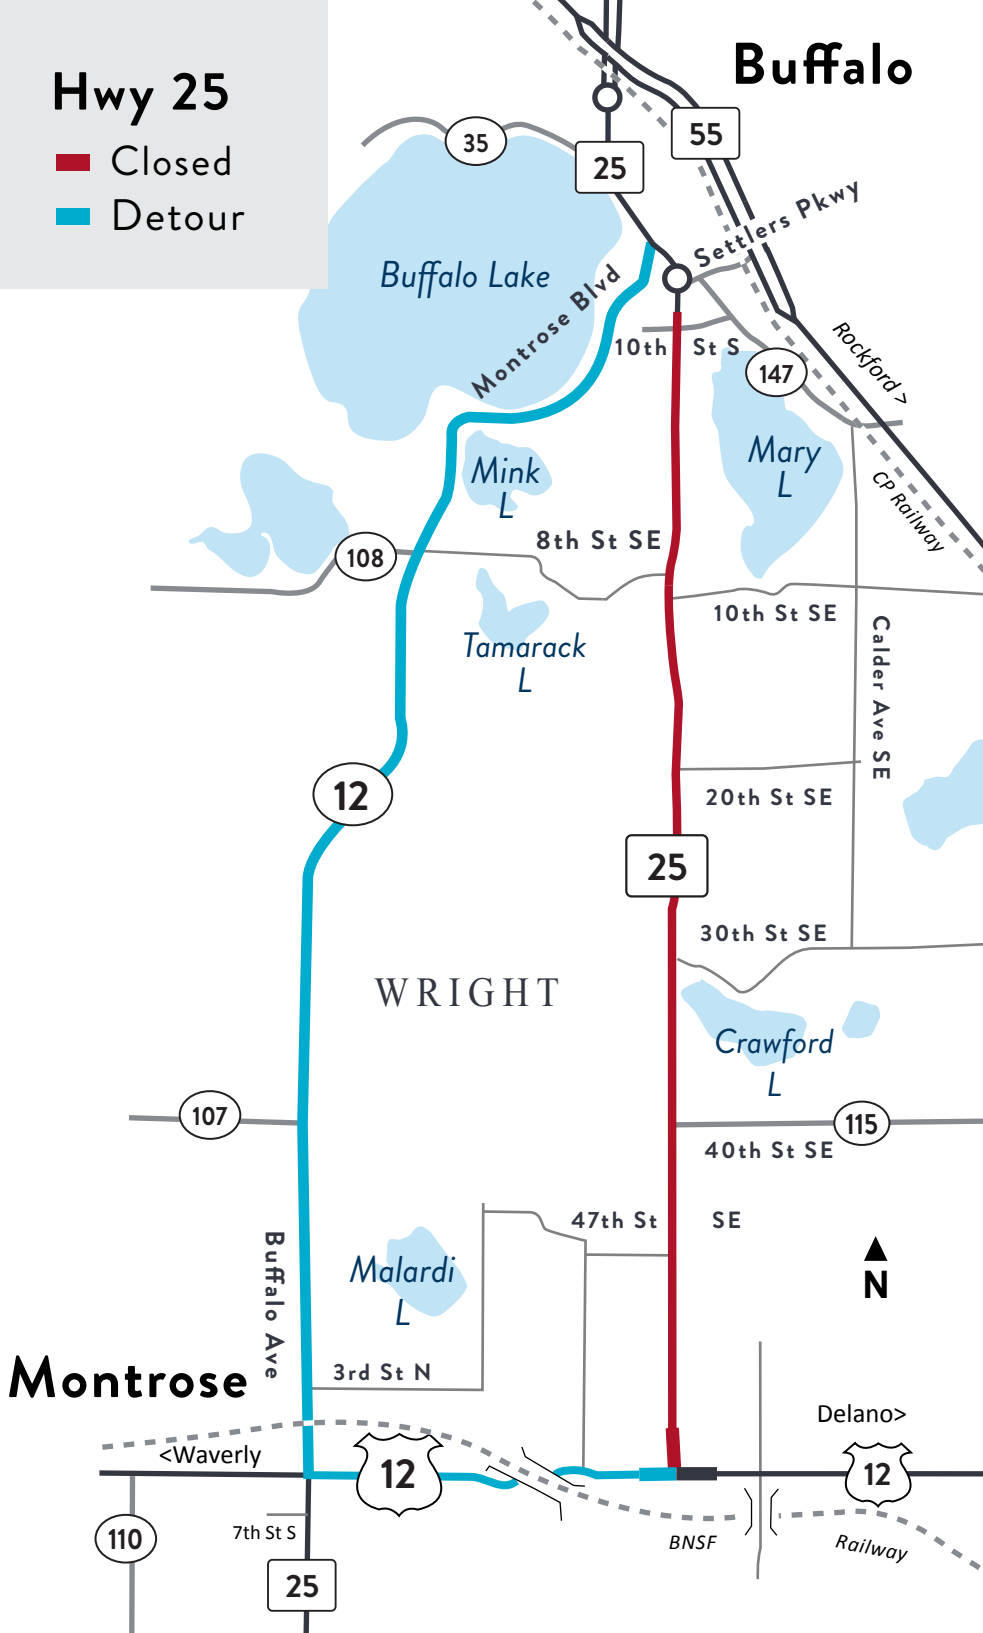 Hwy 25
Closed
Detour
Buffalo
55
35
25
Settlers Pkwy
Buffalo Lake
Montrose Blvd
10th St S
Rockford >
147
Mary
L
Mink
L
CP Railway
8th St SE
108
10th St SE
Tamarack
L
Calder Ave SE
12
20th St SE
25
30th St SE
WRIGHT
Crawford
L
107
115
40th St SE
47th St SE
Buffalo Ave
Malardi
L
N
Montrose
3rd St N
Delano>
<Waverly
12
12
110
7th St S
BNSF
Railway
25